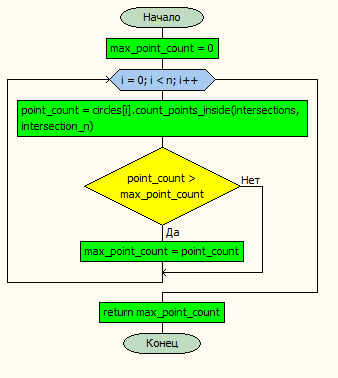 Начало
max_point_count = 0
i = 0; i < n; i++
point_count = circles[i].count_points_inside(intersections,
intersection_n)
point_count >
max_point_count
Нет
Да
max_point_count = point_count
return max_point_count
Конец